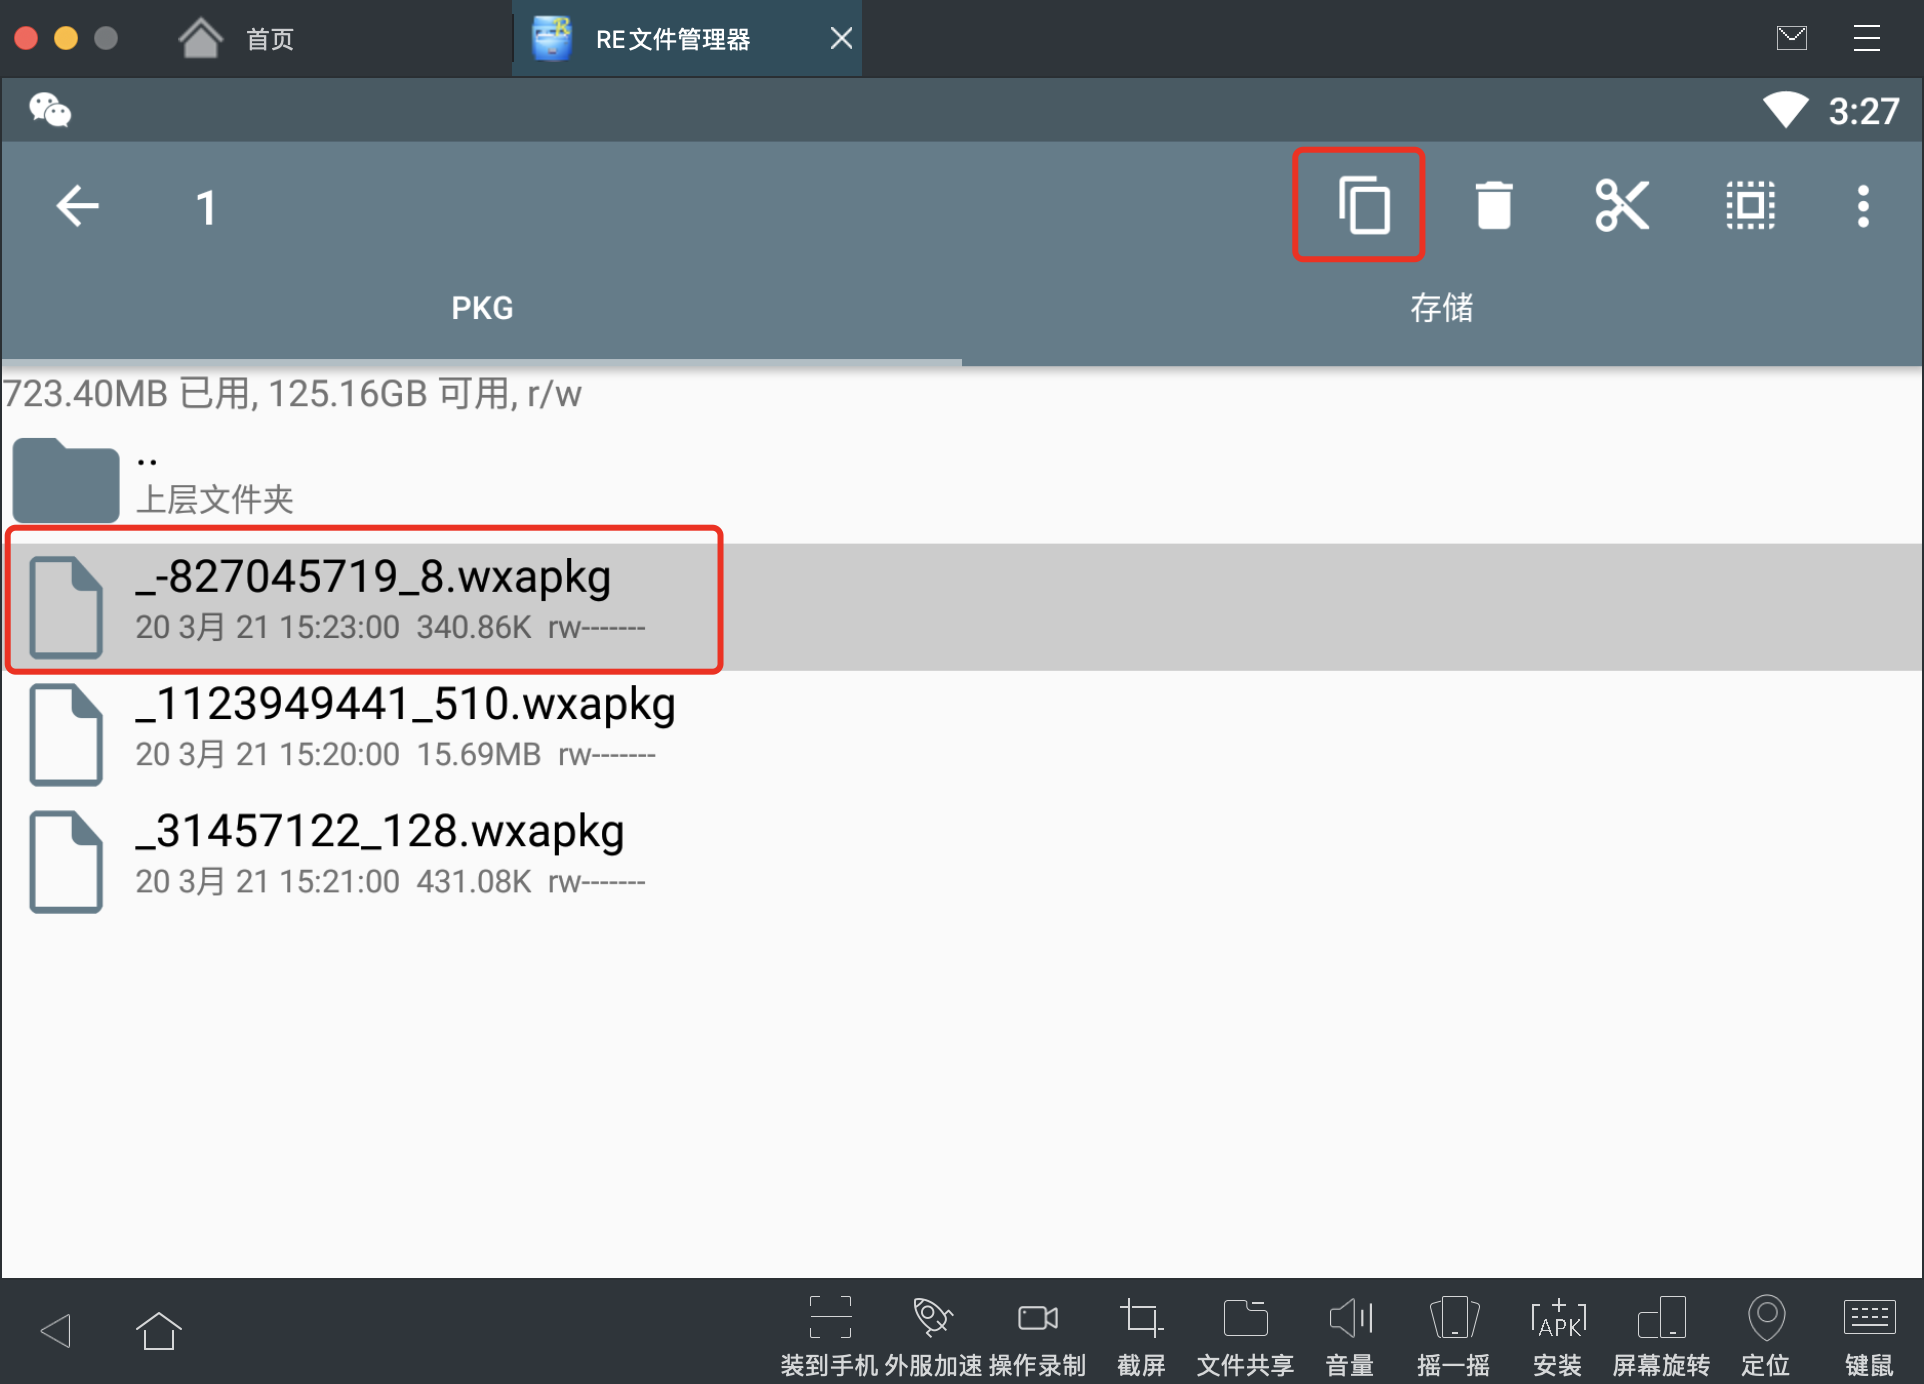 首页
RE文件管理器
3:27
1
PKG
存储
723.40MB 已用, 125.16GB 可用, r/w
..
上层文件夹
_-827045719_8.wxapkg
20 3月 21 15:23:00 340.86K rw-------
_1123949441_510.wxapkg
20 3月 21 15:20:00 15.69MB rw-------
_31457122_128.wxapkg
20 3月 21 15:21:00 431.08K rw-------
APK
装到手机 外服加速 操作录制 截屏 文件共享 音量 摇一摇 安装 屏幕旋转 定位 键鼠